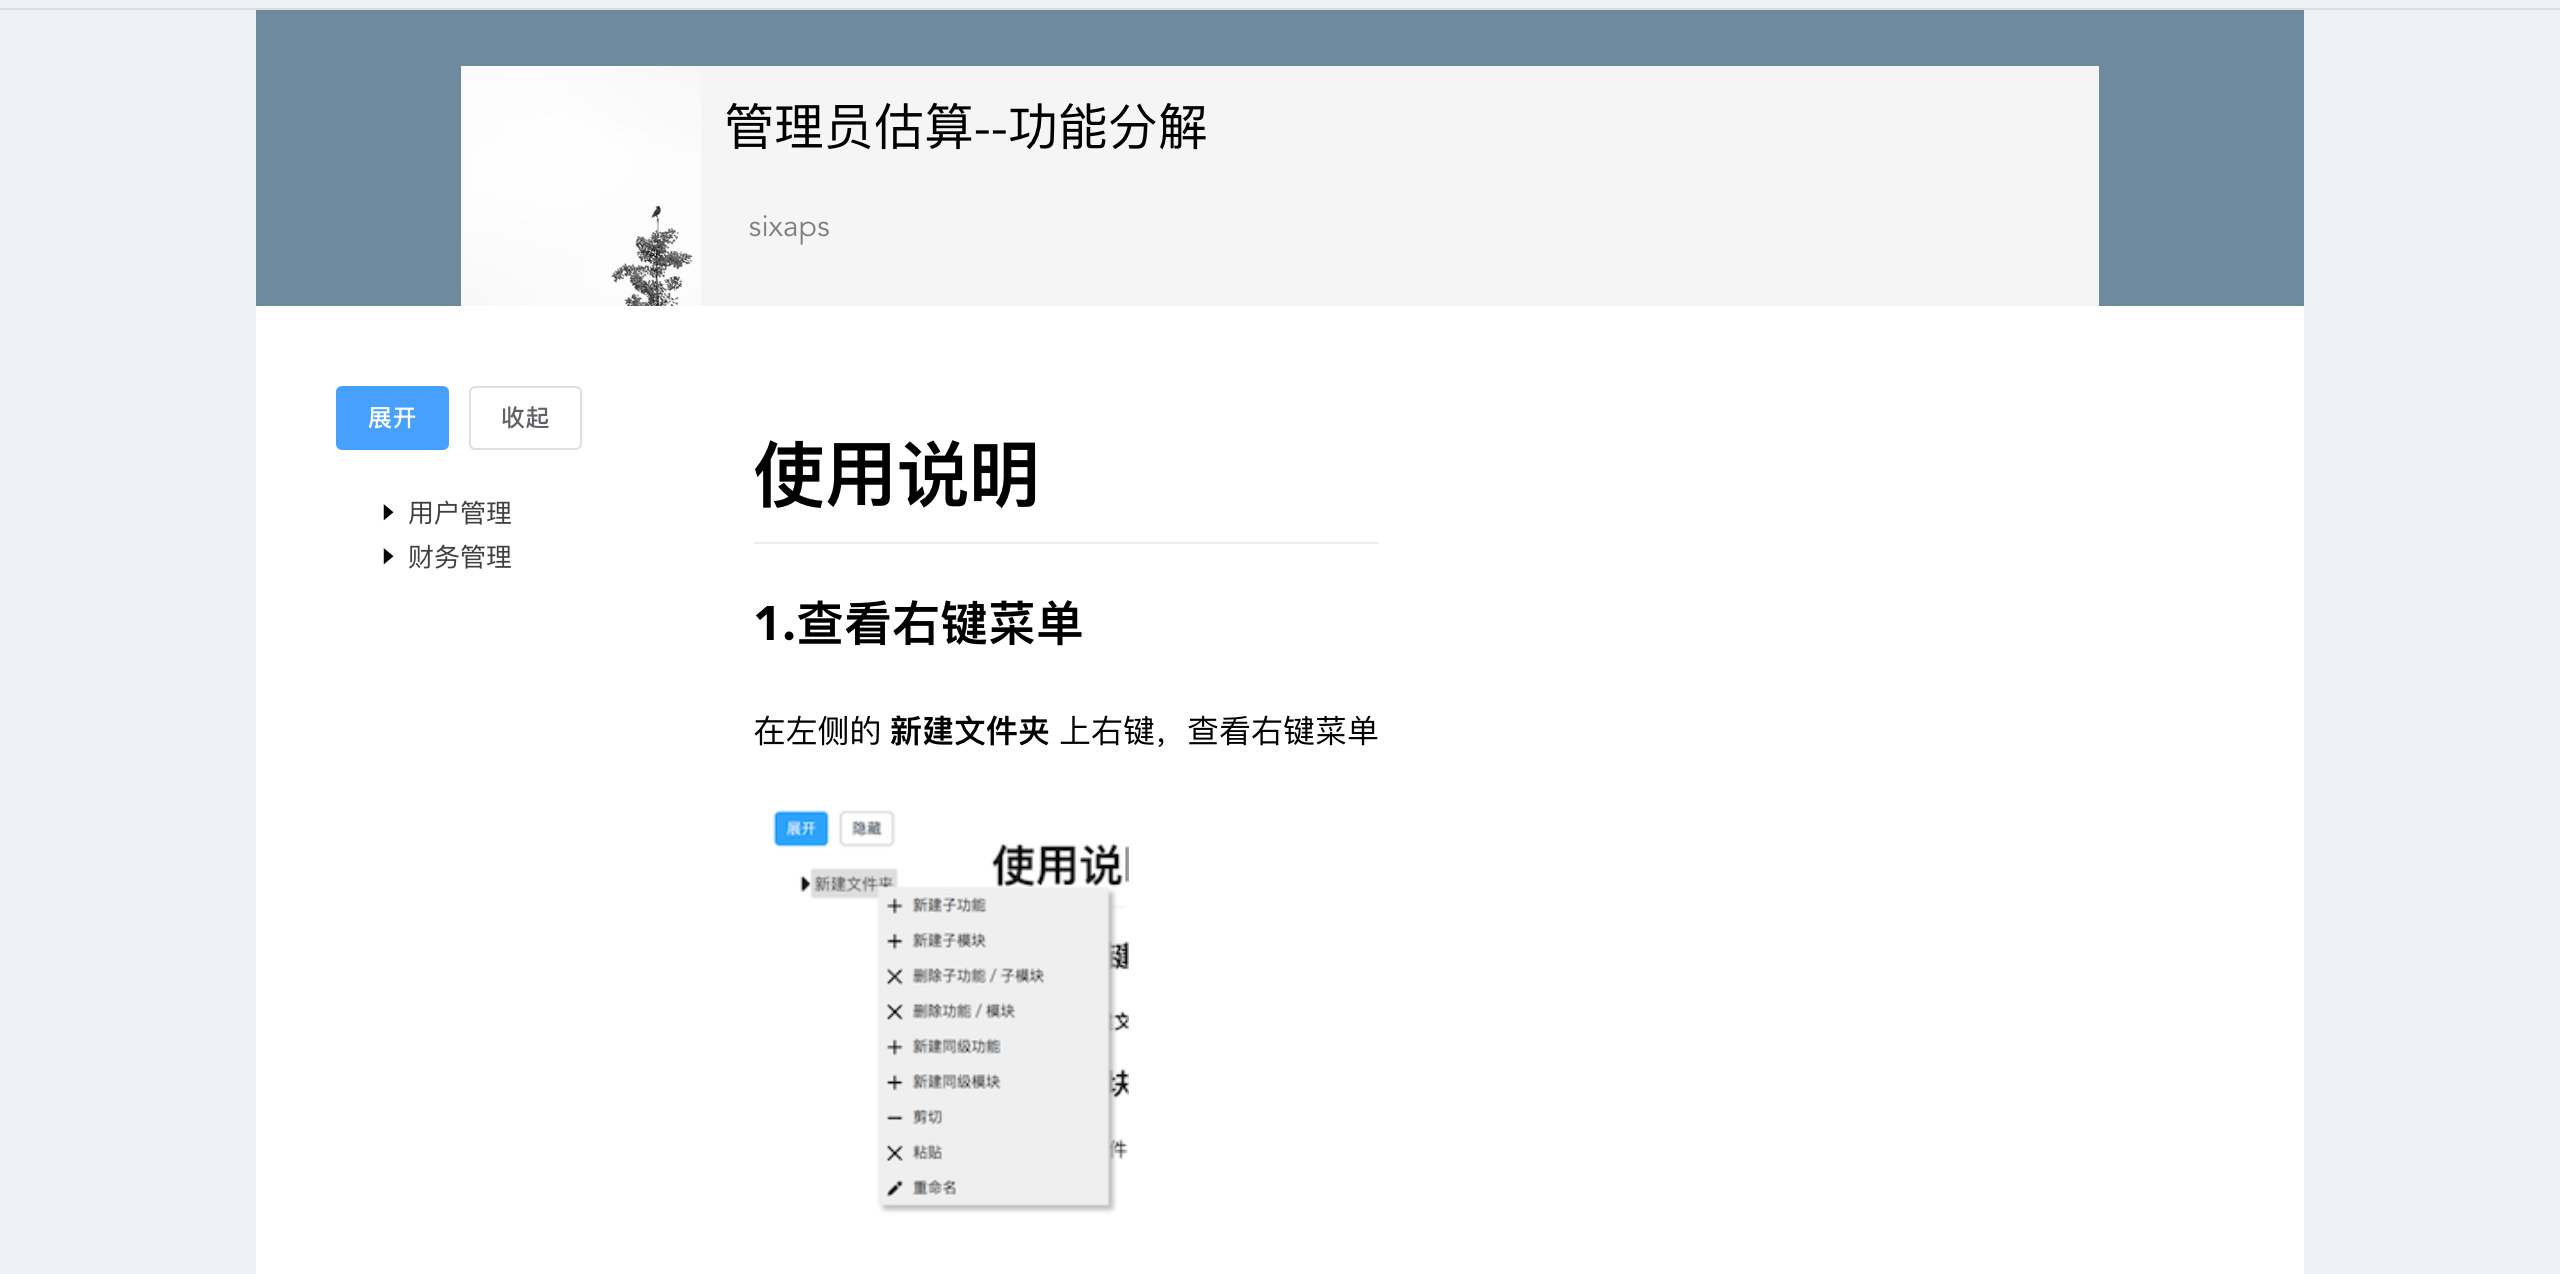 管理员估算--功能分解
sixaps
展开 收起
用户管理
财务管理
使用说明
1.查看右键菜单
在左侧的 新建文件夹 上右键，查看右键菜单
展开 隐藏
使用说
新建文件夹
新建子功能
新建子模块
删除子功能 / 子模块
删除功能 / 模块
新建同级功能
新建同级模块
剪切
粘贴
重命名